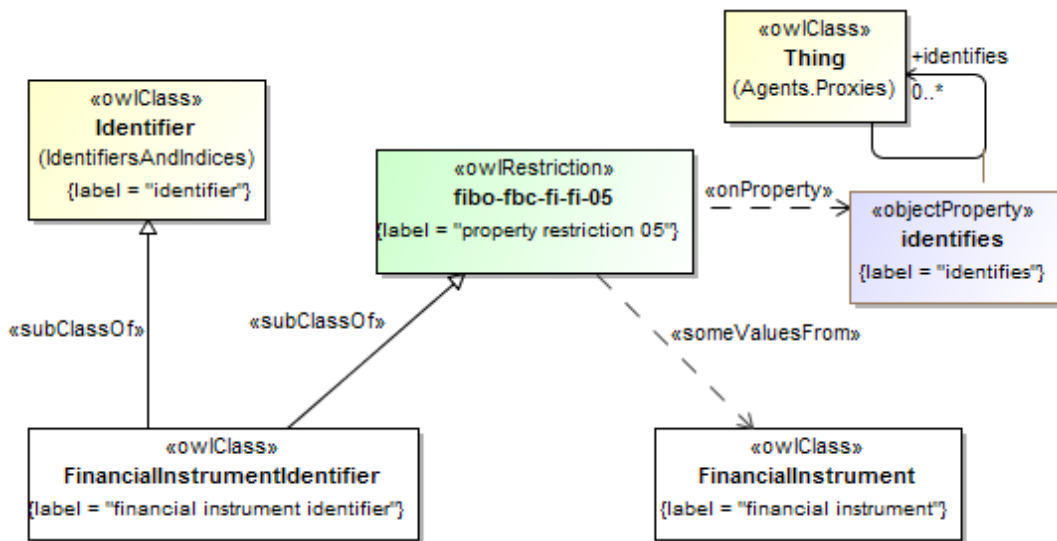 «owlClass»
Thing
(Agents.Proxies)
+identifies
0..*
«owlClass»
Identifier
(IdentifiersAndIndices)
{label = "identifier"}
«owlRestriction»
fibo-fbc-fi-fi-05
{label = "property restriction 05"}
«onProperty»
«objectProperty»
identifies
{label = "identifies"}
«subClassOf»
«subClassOf»
«someValuesFrom»
«owlClass»
FinancialInstrumentIdentifier
{label = "financial instrument identifier"}
«owlClass»
FinancialInstrument
{label = "financial instrument"}